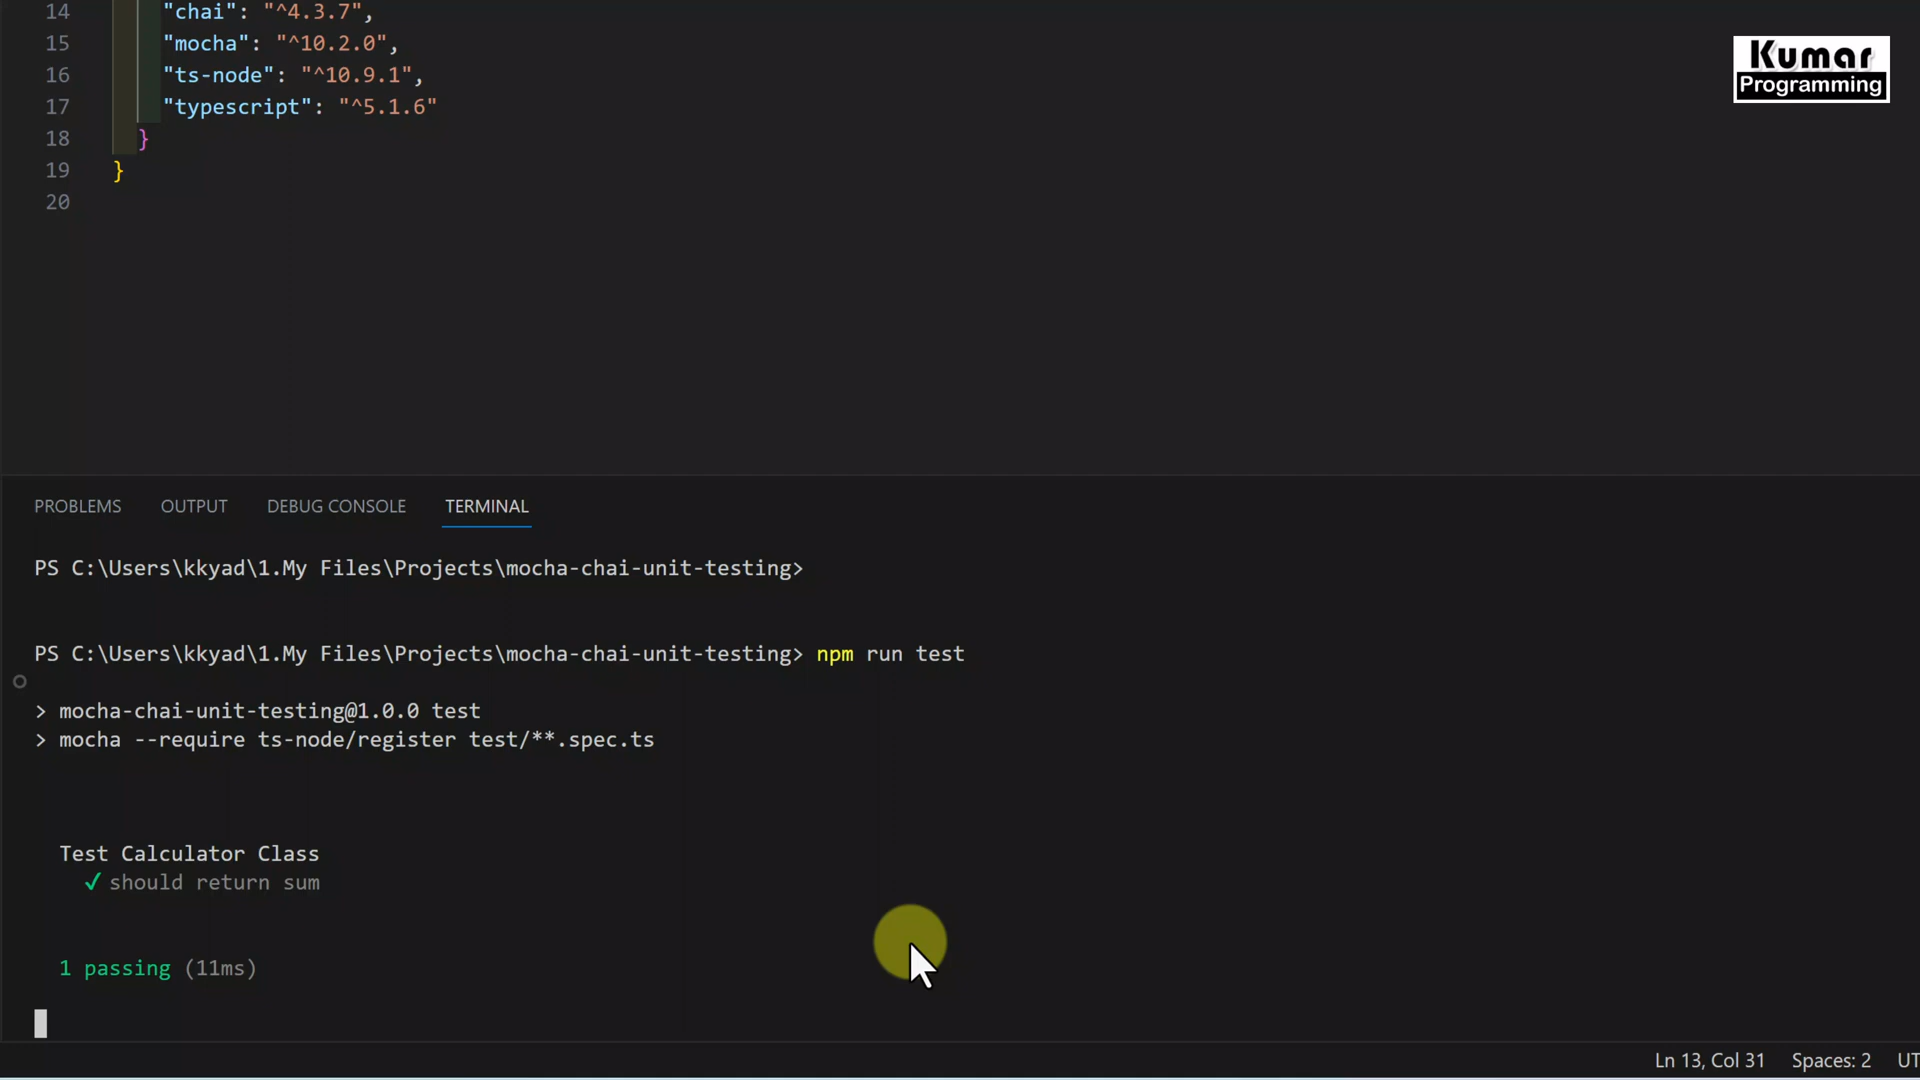 14 "chai": "^4.3.7",
Kumar
Programming
15 "mocha": "^10.2.0",
16 "ts-node": "^10.9.1",
17 "typescript": "^5.1.6"
18 }
19 }
20
PROBLEMS OUTPUT DEBUG CONSOLE TERMINAL
PS C:\Users\kkyad\1.My Files\Projects\mocha-chai-unit-testing>
PS C:\Users\kkyad\1.My Files\Projects\mocha-chai-unit-testing> npm run test
> mocha-chai-unit-testing@1.0.0 test
> mocha --require ts-node/register test/**.spec.ts
Test Calculator Class
✓ should return sum
1 passing (11ms)
Ln 13, Col 31 Spaces: 2 UT